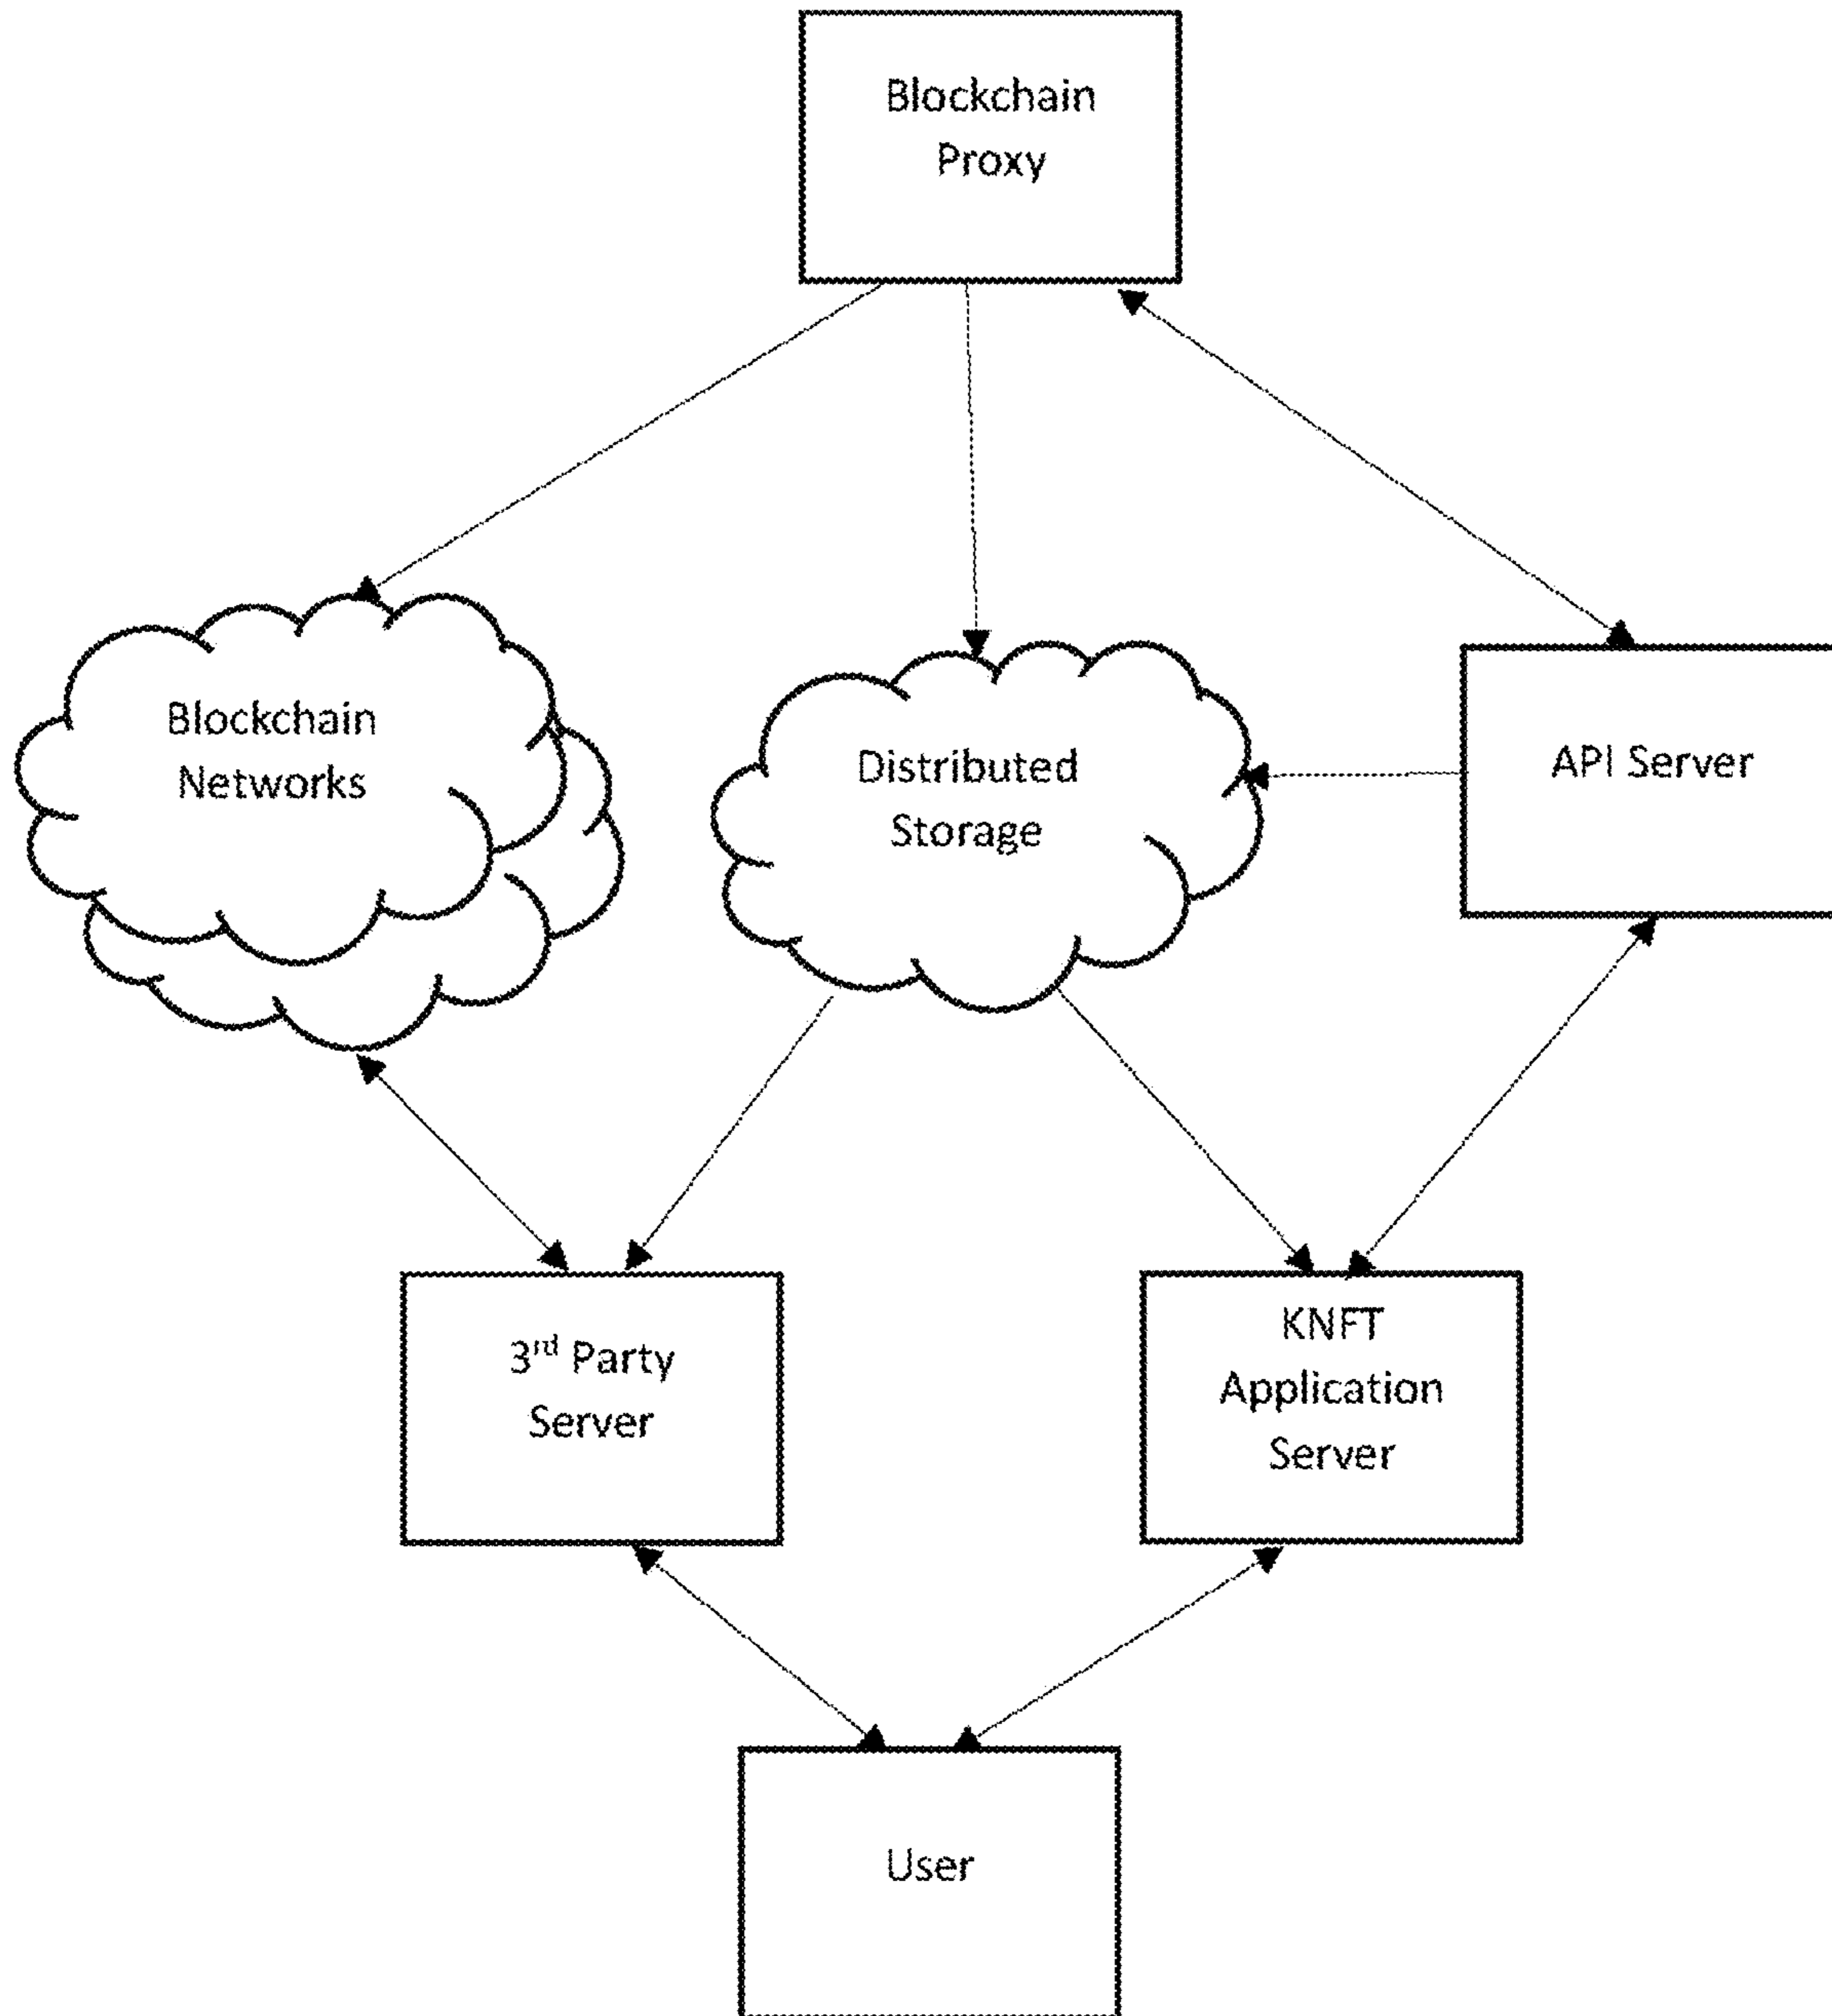 Blockchain
Proxy
Blockchain
Networks
Distributed
Storage
API Server
3rd Party
Server
KNFT
Application
Server
User